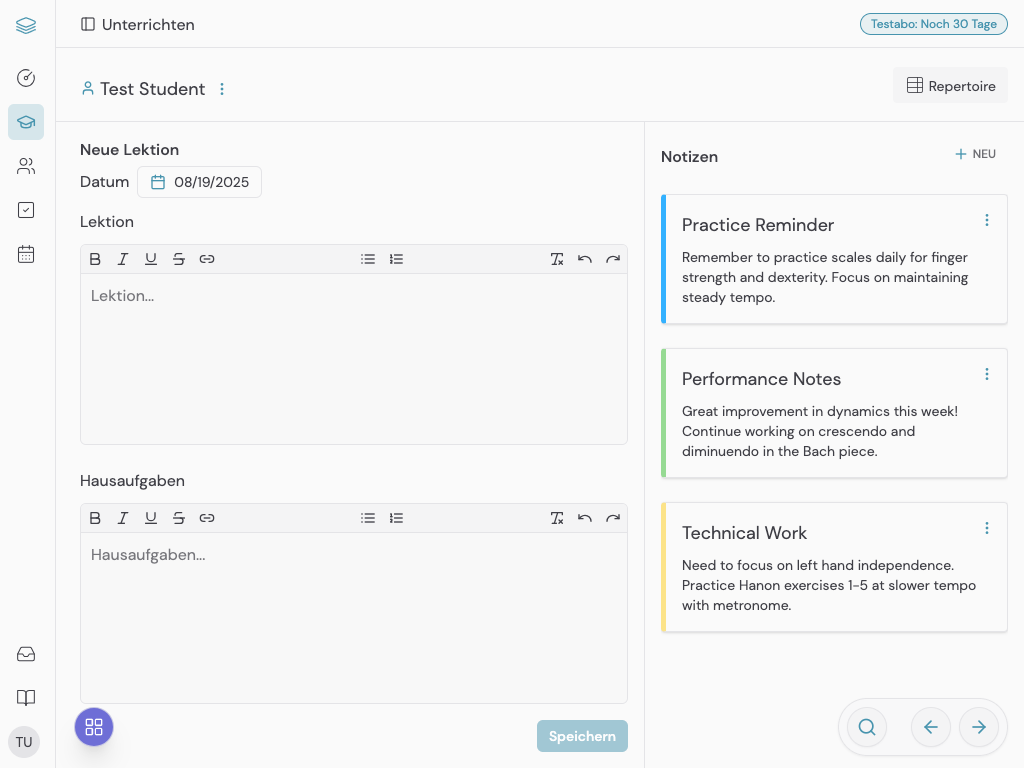 Unterrichten
Testabo: Noch 30 Tage
Test Student
Repertoire
Neue Lektion
Datum
08/19/2025
Lektion
Lektion...
Hausaufgaben
Hausaufgaben...
Speichern
Notizen
NEU
Practice Reminder
Remember to practice scales daily for finger
strength and dexterity. Focus on maintaining
steady tempo.
Performance Notes
Great improvement in dynamics this week!
Continue working on crescendo and
diminuendo in the Bach piece.
Technical Work
Need to focus on left hand independence.
Practice Hanon exercises 1-5 at slower tempo
with metronome.
TU